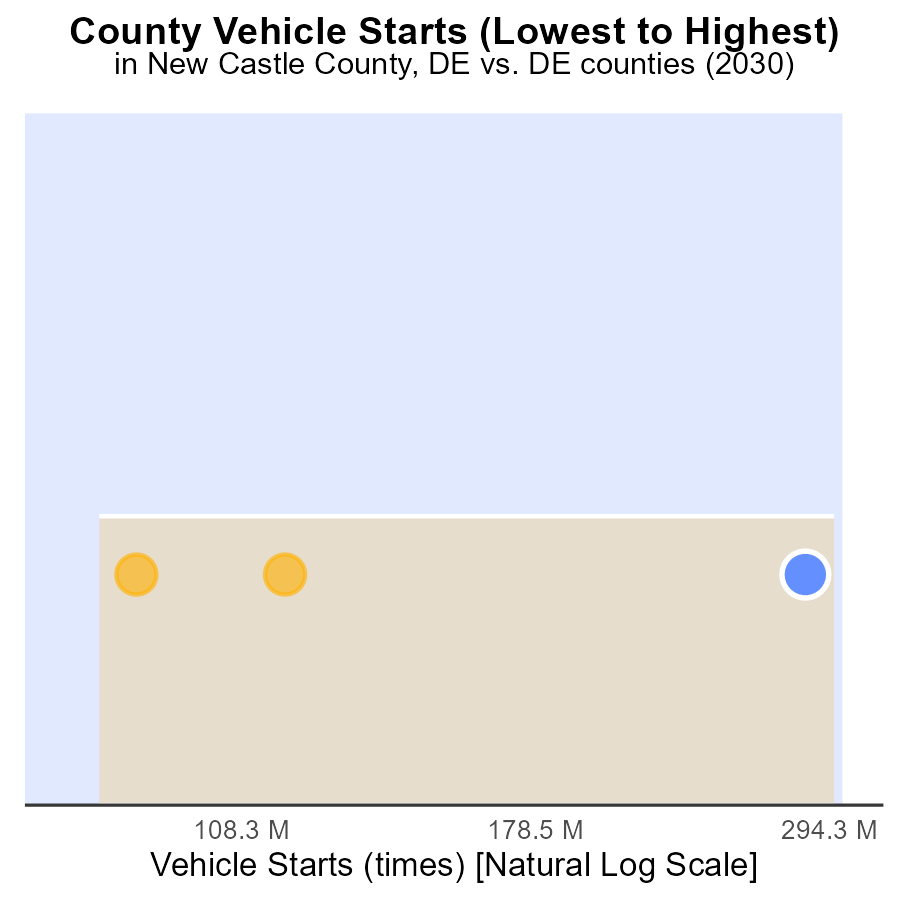 County Vehicle Starts (Lowest to Highest)
in New Castle County, DE vs. DE counties (2030)
108.3 M 178.5 M 294.3 M
Vehicle Starts (times) [Natural Log Scale]